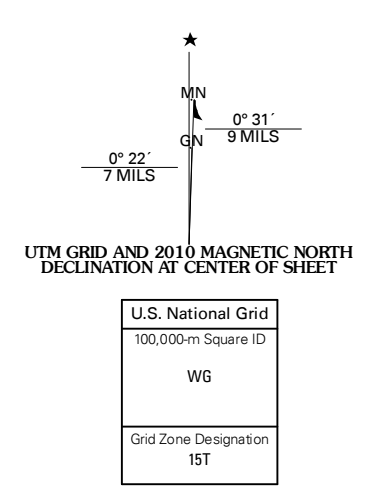 MN
0° 31´
9 MILS
GN
0° 22´
7 MILS
UTM GRID AND 2010 MAGNETIC NORTH
DECLINATION AT CENTER OF SHEET
U.S. National Grid
100,000-m Square ID
WG
Grid Zone Designation
15T